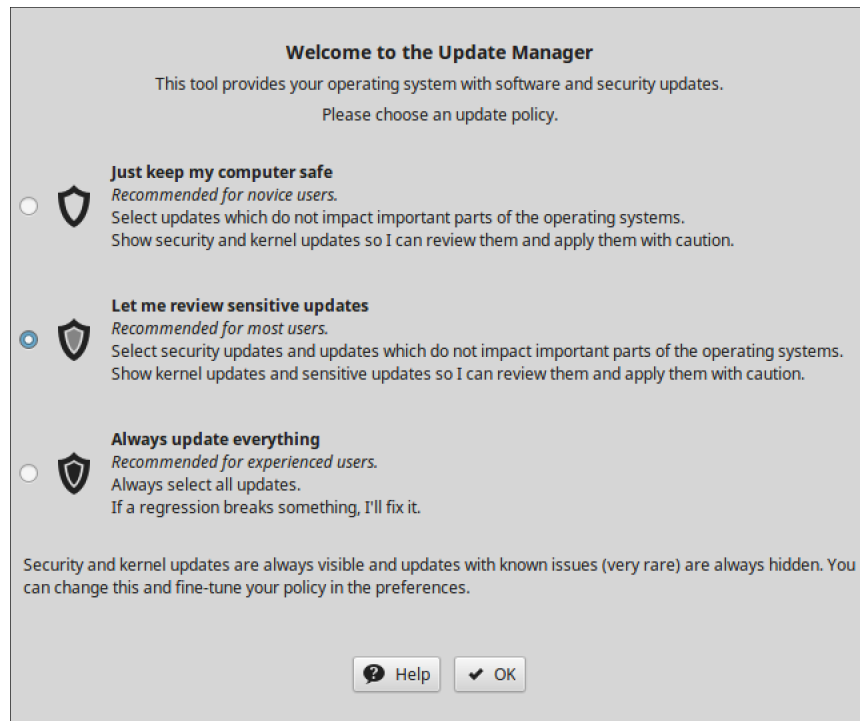 Welcome to the Update Manager
This tool provides your operating system with software and security updates.
Please choose an update policy.
Just keep my computer safe
Recommended for novice users.
Select updates which do not impact important parts of the operating systems.
Show security and kernel updates so I can review them and apply them with caution.
Let me review sensitive updates
Recommended for most users.
Select security updates and updates which do not impact important parts of the operating systems.
Show kernel updates and sensitive updates so I can review them and apply them with caution.
Always update everything
Recommended for experienced users.
Always select all updates.
If a regression breaks something, I'll fix it.
Security and kernel updates are always visible and updates with known issues (very rare) are always hidden. You
can change this and fine-tune your policy in the preferences.
Help
OK